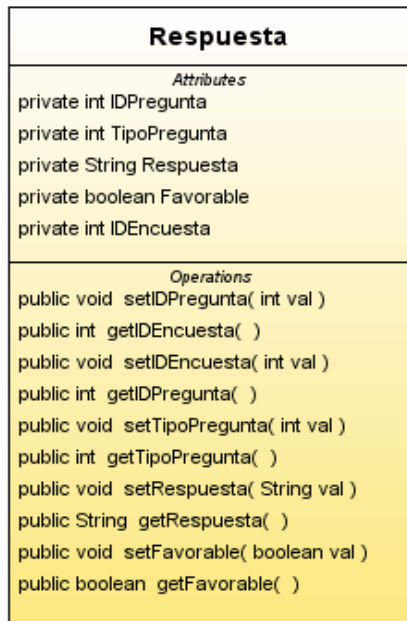 Respuesta
Attributes
private int IDPregunta
private int TipoPregunta
private String Respuesta
private boolean Favorable
private int IDEncuesta
Operations
public void setIDPregunta( int val )
public int getIDEncuesta( )
public void setIDEncuesta( int val )
public int getIDPregunta( )
public void setTipoPregunta( int val )
public int getTipoPregunta( )
public void setRespuesta( String val )
public String getRespuesta( )
public void setFavorable( boolean val )
public boolean getFavorable( )